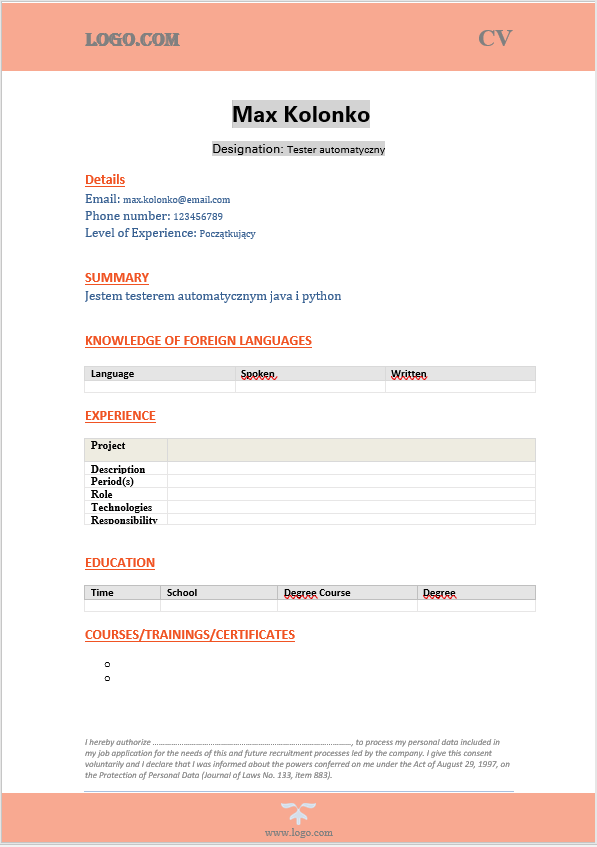 LOGO.COM CV
Max Kolonko
Designation: Tester automatyczny
Details
Email: max.kolonko@email.com
Phone number: 123456789
Level of Experience: Początkujący
SUMMARY
Jestem testerem automatycznym java i python
KNOWLEDGE OF FOREIGN LANGUAGES
Language Spoken Written
EXPERIENCE
Project
Description
Period(s)
Role
Technologies
Responsibility
EDUCATION
Time School Degree Course Degree
COURSES/TRAININGS/CERTIFICATES
I hereby authorize ……………………………………………………………………, to process my personal data included in
my job application for the needs of this and future recruitment processes led by the company. I give this consent
voluntarily and I declare that I was informed about the powers conferred on me under the Act of August 29, 1997, on
the Protection of Personal Data (Journal of Laws No. 133, item 883).
www.logo.com